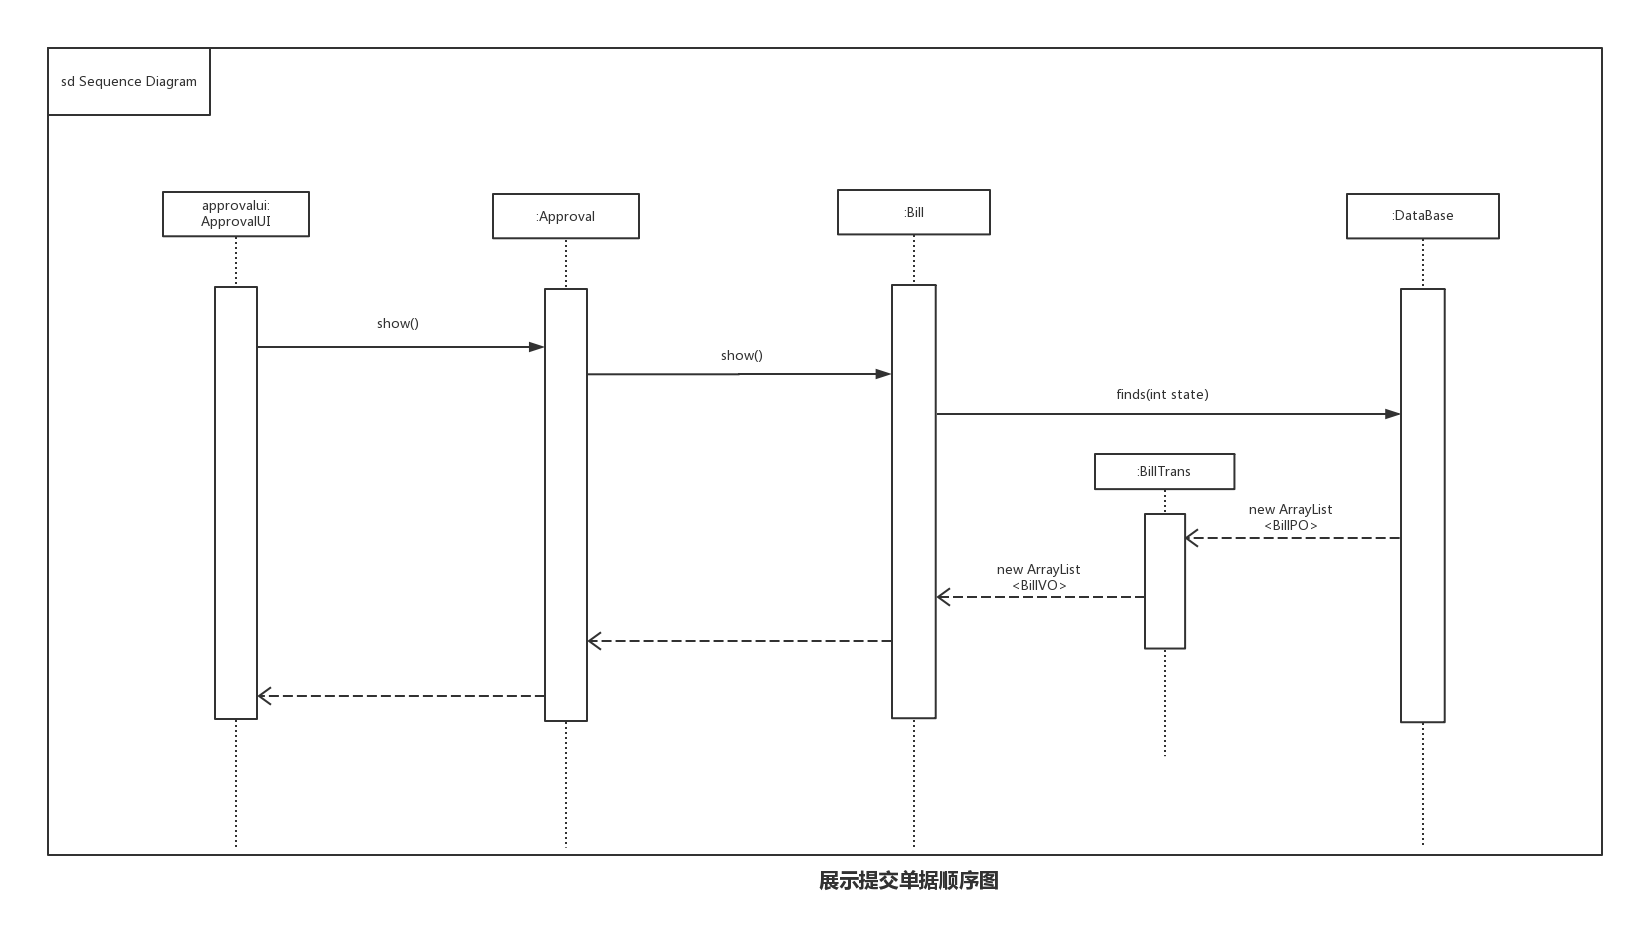 sd Sequence Diagram
approvalui:
ApprovalUI
:Approval
:Bill
:DataBase
show()
show()
finds(int state)
:BillTrans
new ArrayList
<BillPO>
new ArrayList
<BillVO>
展示提交单据顺序图